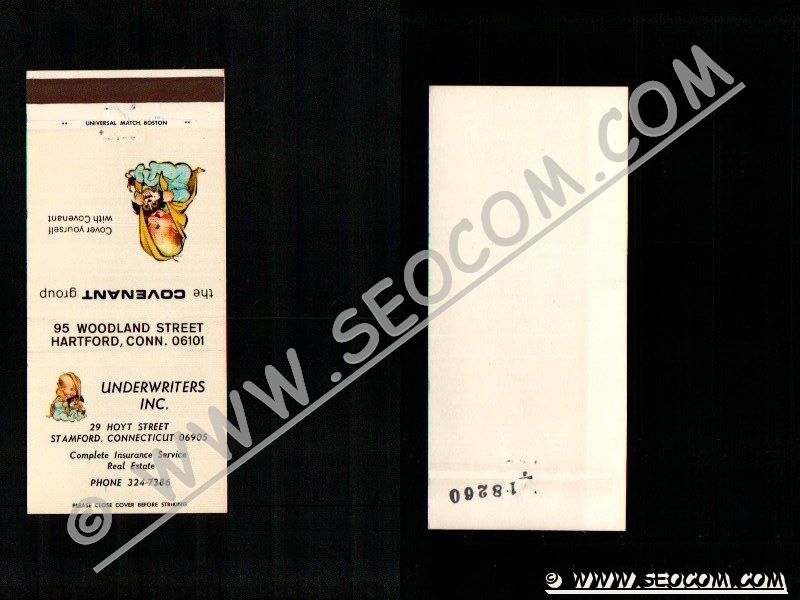 UNIVERSAL MATCH, BOSTON
Cover yourself
with Covenant
the COVENANT group
95 WOODLAND STREET
HARTFORD, CONN. 06101
UNDERWRITERS
INC.
29 HOYT STREET
STAMFORD, CONNECTICUT 06905
Complete Insurance Service
Real Estate
PHONE 324-7386
PLEASE CLOSE COVER BEFORE STRIKING
18260
© WWW.SEOCOM.COM
© WWW.SEOCOM.COM